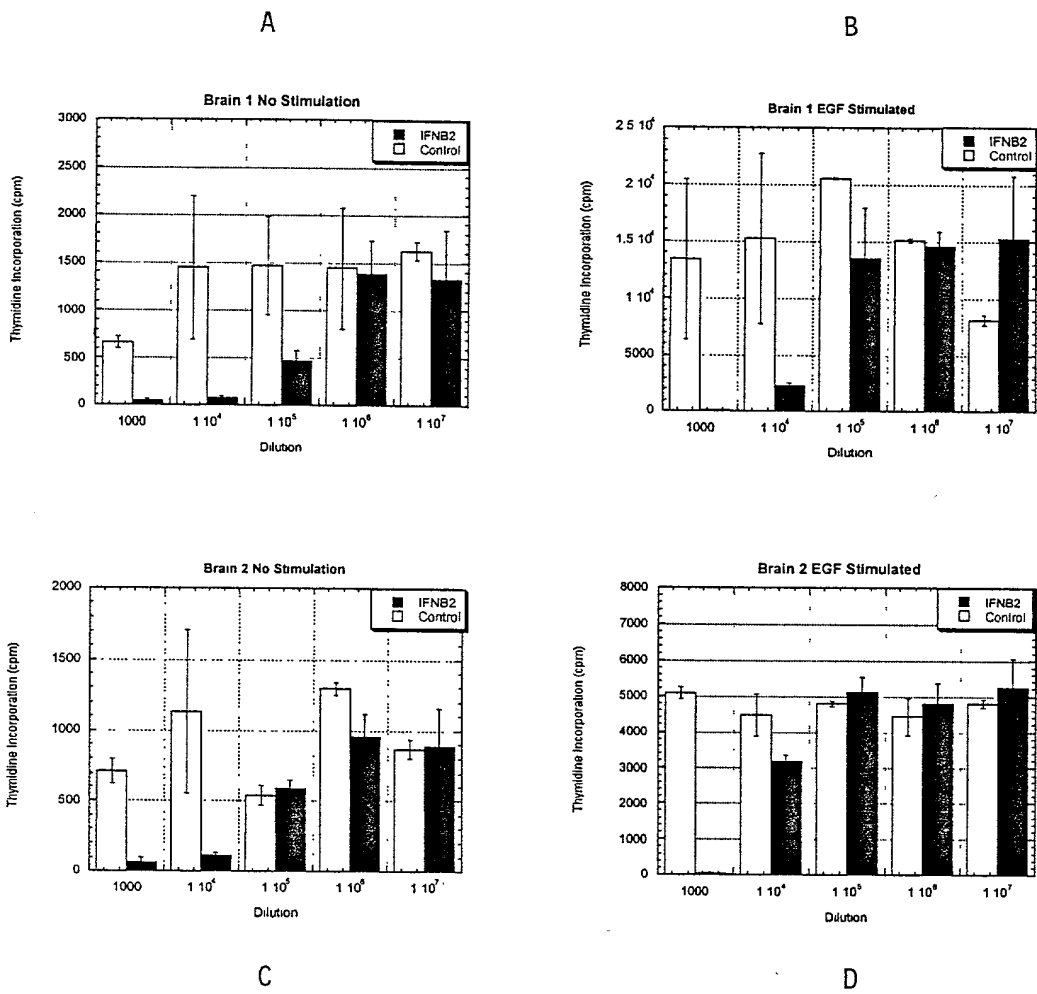 A
B
Brain 1 No Stimulation
Thymidine Incorporation (cpm)
3000
2500
2000
1500
1000
500
0
IFNB2
Control
1000
1 10⁴
1 10⁵
1 10⁶
1 10⁷
Dilution
Brain 1 EGF Stimulated
Thymidine Incorporation (cpm)
2 5 10⁴
2 10⁴
1 5 10⁴
1 10⁴
5000
0
IFNB2
Control
1000
1 10⁴
1 10⁵
1 10⁶
1 10⁷
Dilution
Brain 2 No Stimulation
Thymidine Incorporation (cpm)
2000
1500
1000
500
0
IFNB2
Control
1000
1 10⁴
1 10⁵
1 10⁶
1 10⁷
Dilution
Brain 2 EGF Stimulated
Thymidine Incorporation (cpm)
8000
7000
6000
5000
4000
3000
2000
1000
0
IFNB2
Control
1000
1 10⁴
1 10⁵
1 10⁶
1 10⁷
Dilution
C
D